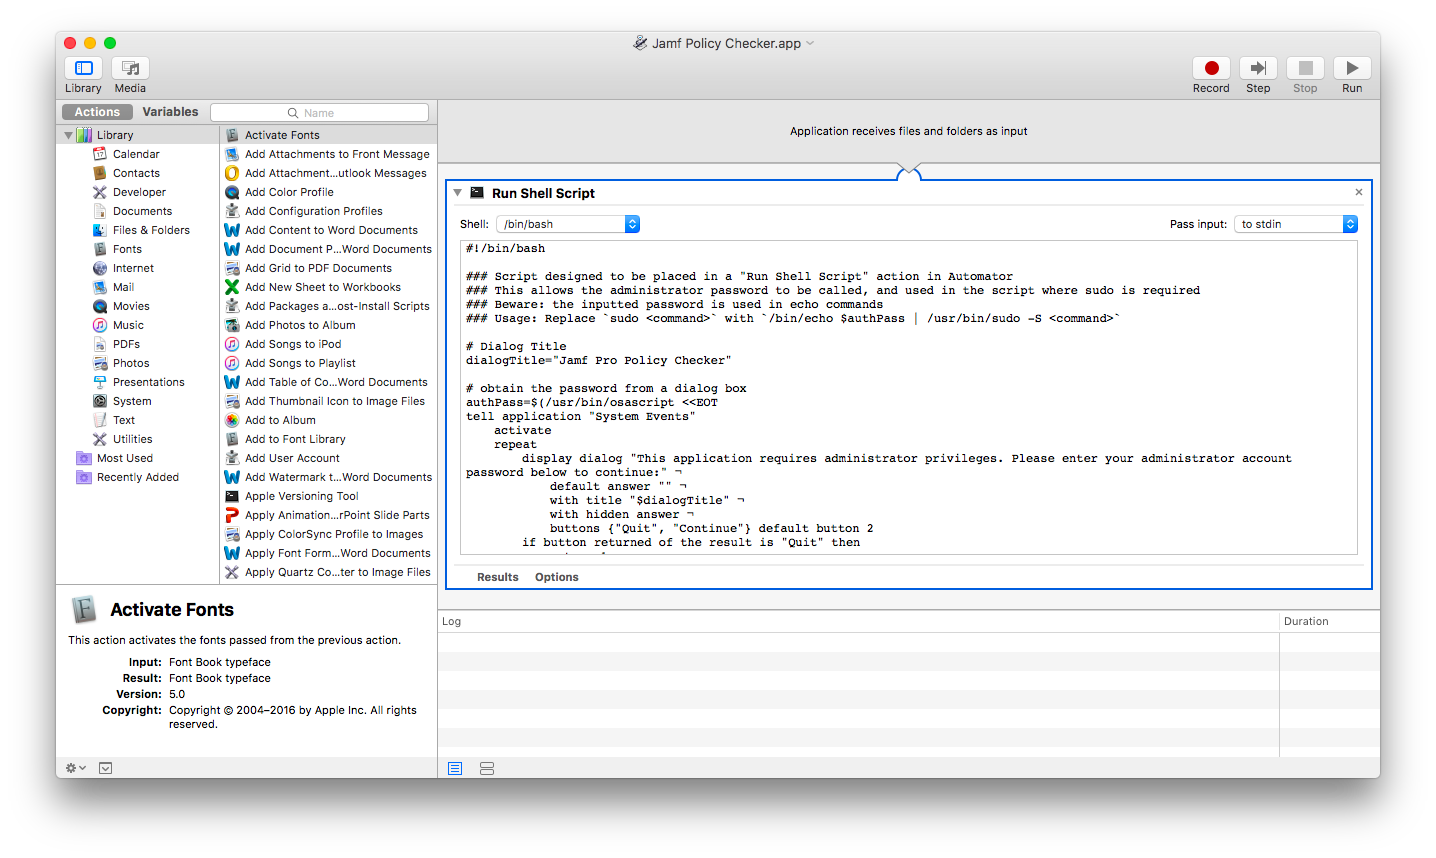 Jamf Policy Checker.app
Library
Media
Record
Step
Stop
Run
Actions
Variables
Name
Library
Calendar
Contacts
Developer
Documents
Files & Folders
Fonts
Internet
Mail
Movies
Music
PDFs
Photos
Presentations
System
Text
Utilities
Most Used
Recently Added
Activate Fonts
Add Attachments to Front Message
Add Attachment...utlook Messages
Add Color Profile
Add Configuration Profiles
Add Content to Word Documents
Add Document P...Word Documents
Add Grid to PDF Documents
Add New Sheet to Workbooks
Add Packages a...ost-Install Scripts
Add Photos to Album
Add Songs to iPod
Add Songs to Playlist
Add Table of Co...Word Documents
Add Thumbnail Icon to Image Files
Add to Album
Add to Font Library
Add User Account
Add Watermark t...Word Documents
Apple Versioning Tool
Apply Animation...rPoint Slide Parts
Apply ColorSync Profile to Images
Apply Font Form...Word Documents
Apply Quartz Co...ter to Image Files
Activate Fonts
This action activates the fonts passed from the previous action.
Input: Font Book typeface
Result: Font Book typeface
Version: 5.0
Copyright: Copyright © 2004–2016 by Apple Inc. All rights
reserved.
Application receives files and folders as input
Run Shell Script
Shell: /bin/bash
Pass input: to stdin
#!/bin/bash
### Script designed to be placed in a "Run Shell Script" action in Automator
### This allows the administrator password to be called, and used in the script where sudo is required
### Beware: the inputted password is used in echo commands
### Usage: Replace `sudo <command>` with `/bin/echo $authPass | /usr/bin/sudo -S <command>`
# Dialog Title
dialogTitle="Jamf Pro Policy Checker"
# obtain the password from a dialog box
authPass=$(/usr/bin/osascript <<EOT
tell application "System Events"
activate
repeat
display dialog "This application requires administrator privileges. Please enter your administrator account
password below to continue:" ¬
default answer "" ¬
with title "$dialogTitle" ¬
with hidden answer ¬
buttons {"Quit", "Continue"} default button 2
if button returned of the result is "Quit" then
Results
Options
Log
Duration